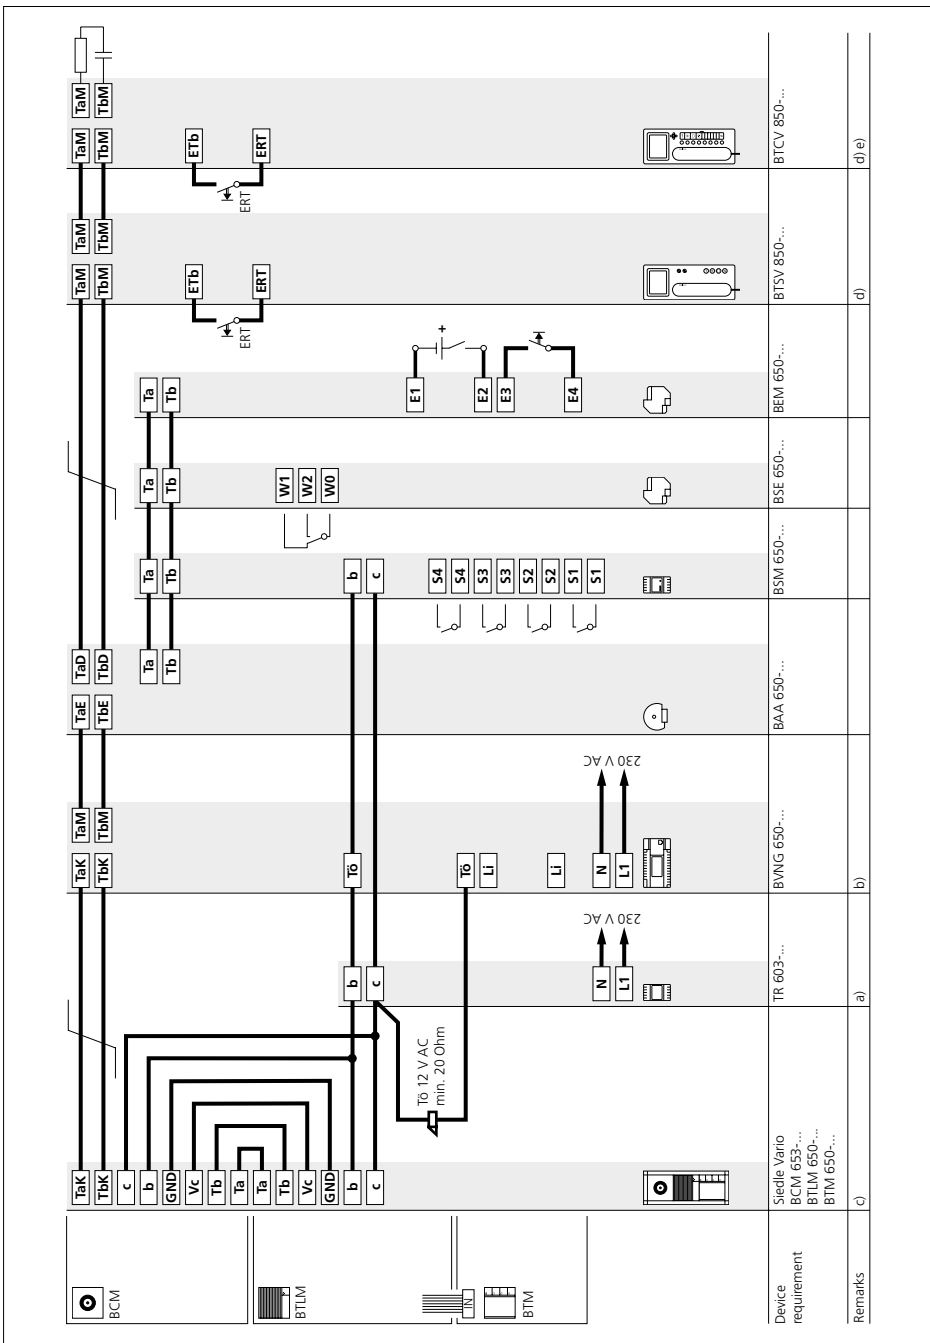 TaK TaK TaM TaE TaD TaM TaM TaM TaM
TbK TbK TbM TbE TbD TbM TbM TbM TbM
BCM
c
b Ta Ta Ta Ta
GND Tb Tb Tb Tb
Vc ETb ETb
Tb
Ta ERT ERT
Ta ERT ERT
Tb W1
BTLM
Vc W2
GND W0
b b Tö b
c c c
Tö 12 V AC E1
min. 20 Ohm S4 +
Tö S4
IN
Li S3 E2
S3 E3
BTM S2
Li S2
S1 E4
N N S1
L1 L1
230 V AC 230 V AC
Device
requirement
Siedle Vario
BCM 653-...
BTLM 650-...
BTM 650-...
TR 603-...
BVNG 650-...
BAA 650-...
BSM 650-...
BSE 650-...
BEM 650-...
BTSV 850-...
BTCV 850-...
Remarks c) a) b) d) d) e)